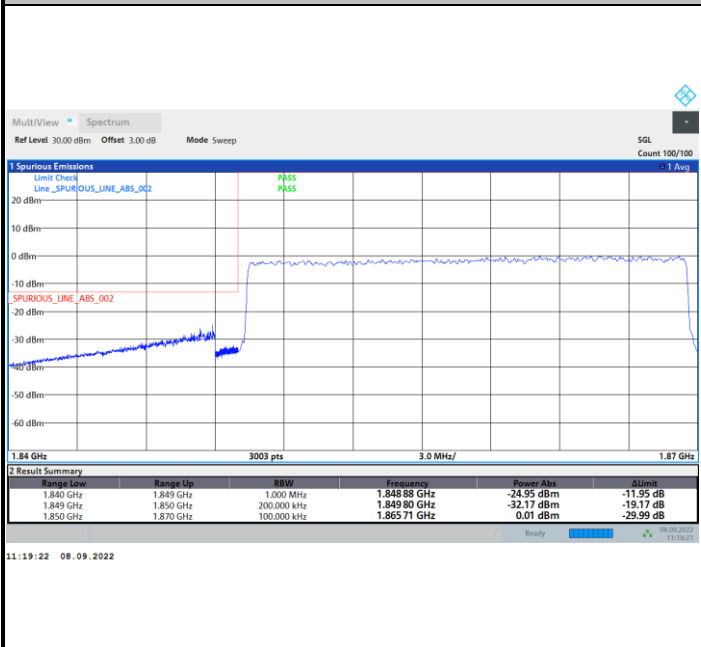 MultiView Spectrum
Ref Level 30.00 dBm Offset 3.00 dB Mode Sweep SGL
Count 100/100
1 Spurious Emissions 1 Avg
Limit Check PASS
Line _SPURIOUS_LINE_ABS_002 PASS
20 dBm
10 dBm
0 dBm
-10 dBm
_SPURIOUS_LINE_ABS_002
-20 dBm
-30 dBm
-40 dBm
-50 dBm
-60 dBm
1.84 GHz 3003 pts 3.0 MHz/ 1.87 GHz
2 Result Summary
Range Low Range Up RBW Frequency Power Abs ΔLimit
1.840 GHz 1.849 GHz 1.000 MHz 1.848 88 GHz -24.95 dBm -11.95 dB
1.849 GHz 1.850 GHz 200.000 kHz 1.849 80 GHz -32.17 dBm -19.17 dB
1.850 GHz 1.870 GHz 100.000 kHz 1.865 71 GHz 0.01 dBm -29.99 dB
Ready 08.09.2022
11:19:21
11:19:22 08.09.2022